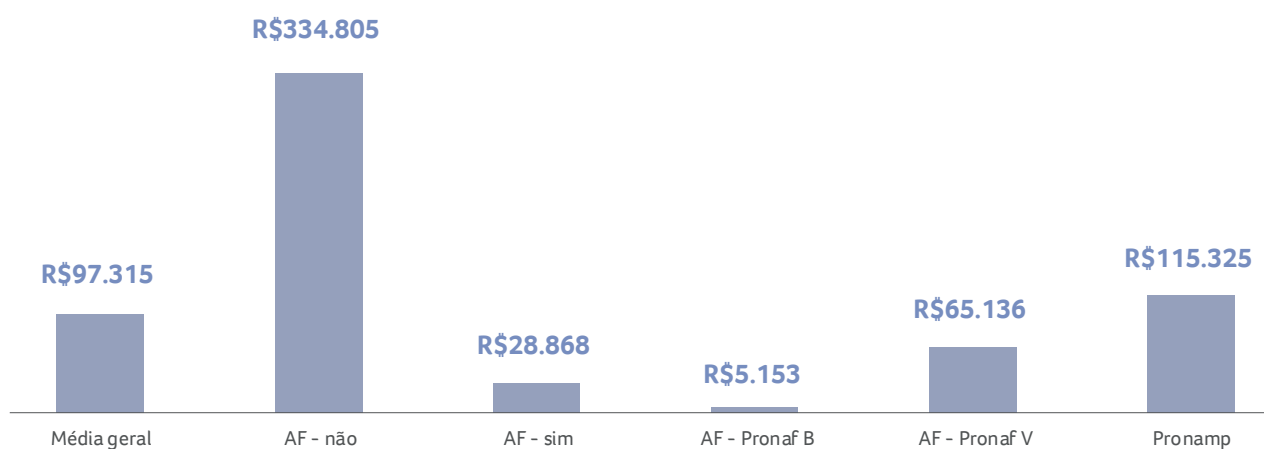 R$334.805
R$97.315
R$28.868
R$5.153
R$65.136
R$115.325
Média geral
AF - não
AF - sim
AF - Pronaf B
AF - Pronaf V
Pronamp